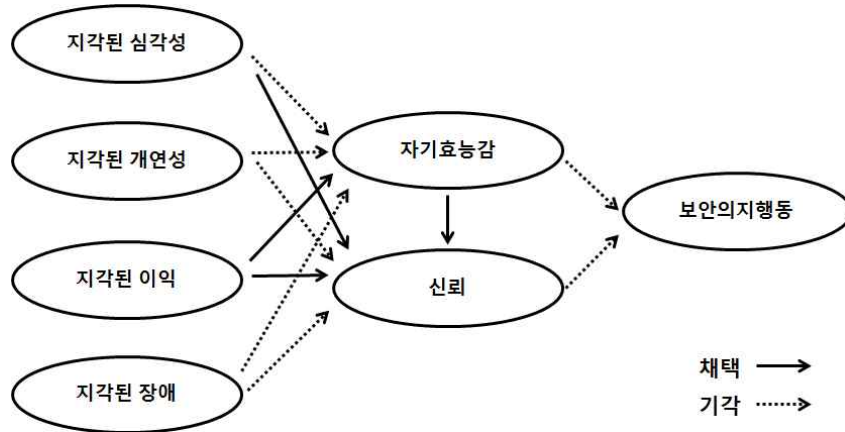 지각된 심각성
지각된 개연성
자기효능감
보안의지행동
지각된 이익
신뢰
지각된 장애
채택
기각